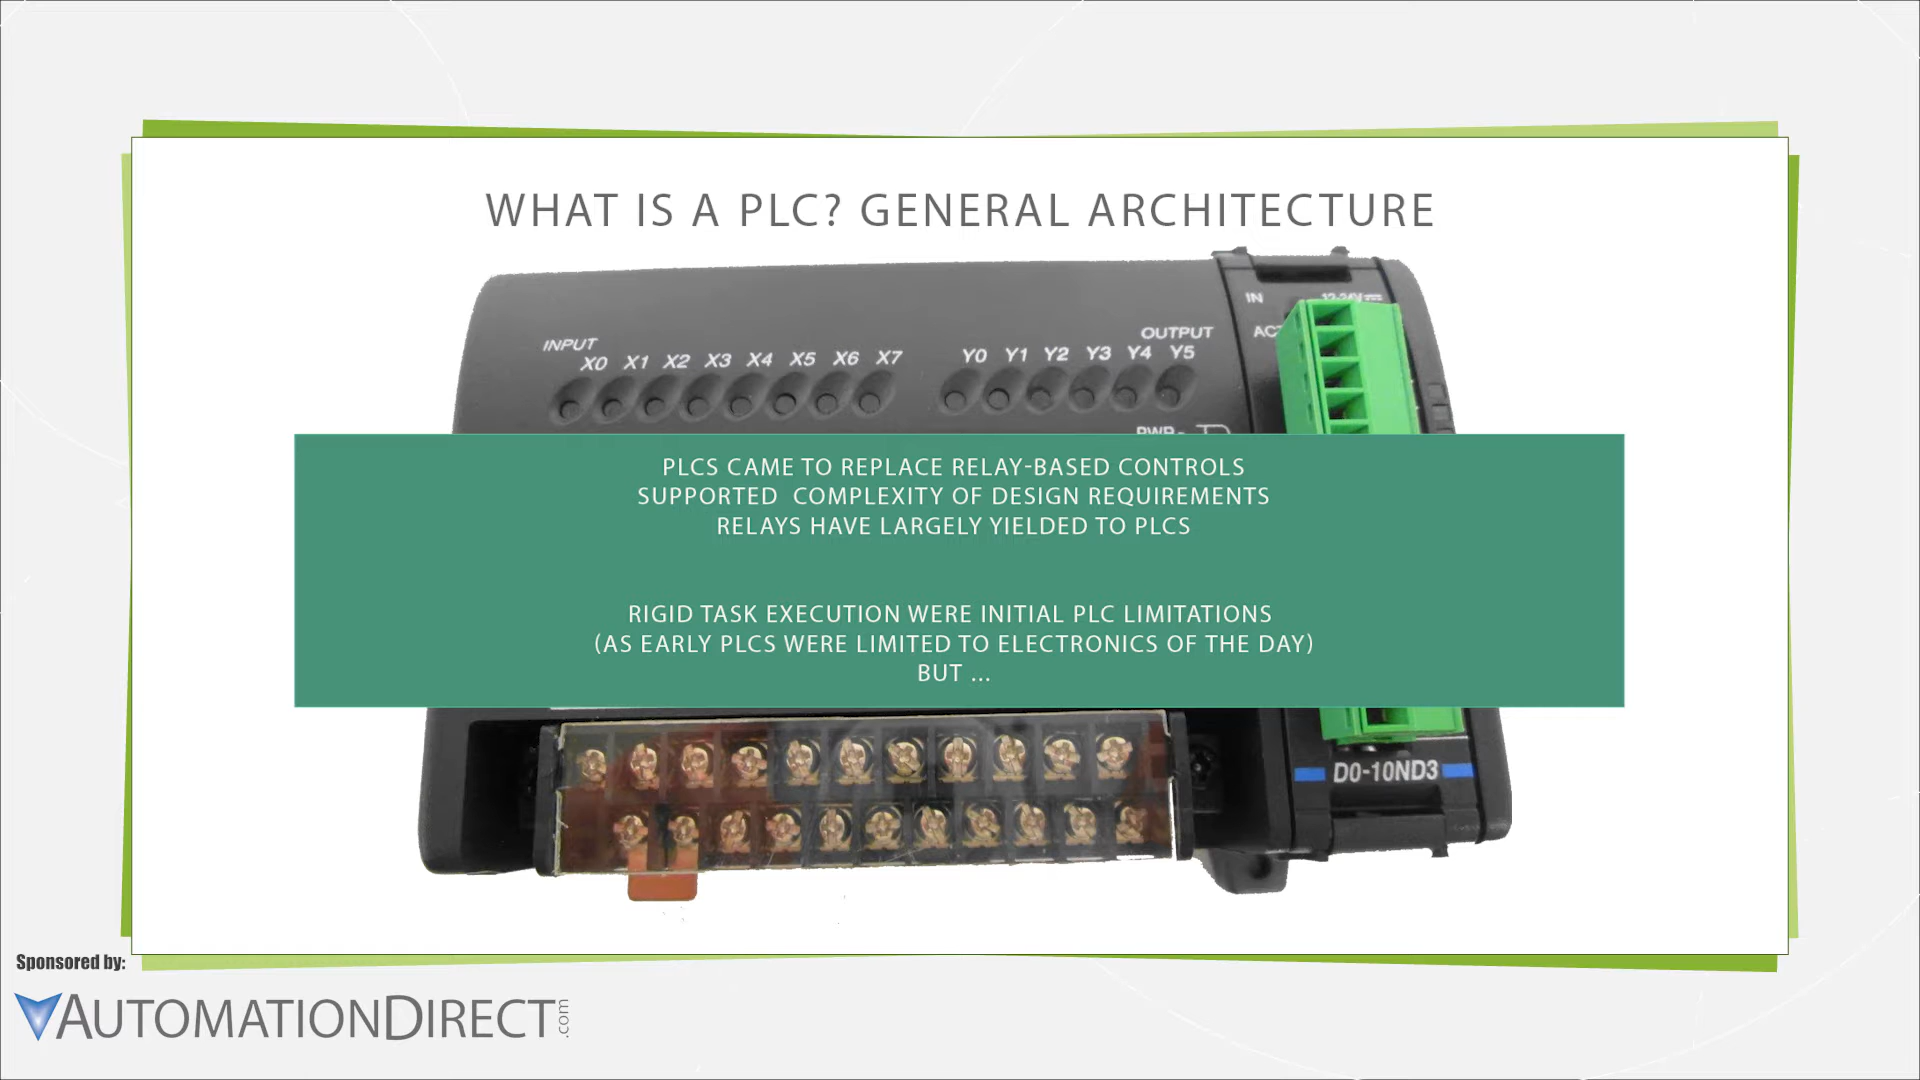 WHAT IS A PLC? GENERAL ARCHITECTURE
IN 12-24V
INPUT OUTPUT
X0 X1 X2 X3 X4 X5 X6 X7 Y0 Y1 Y2 Y3 Y4 Y5
PWR
PLCS CAME TO REPLACE RELAY-BASED CONTROLS
SUPPORTED COMPLEXITY OF DESIGN REQUIREMENTS
RELAYS HAVE LARGELY YIELDED TO PLCS
RIGID TASK EXECUTION WERE INITIAL PLC LIMITATIONS
(AS EARLY PLCS WERE LIMITED TO ELECTRONICS OF THE DAY)
BUT ...
D0-10ND3
Sponsored by:
AUTOMATIONDIRECT.com